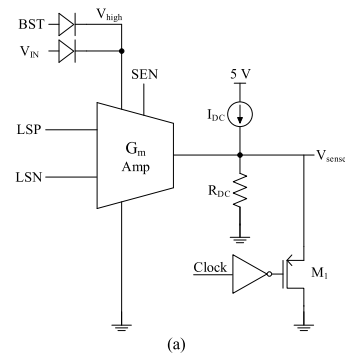 BST
V_high
V_IN
SEN
5 V
I_DC
LSP
G_m
Amp
V_sense
LSN
R_DC
Clock
M_1
(a)